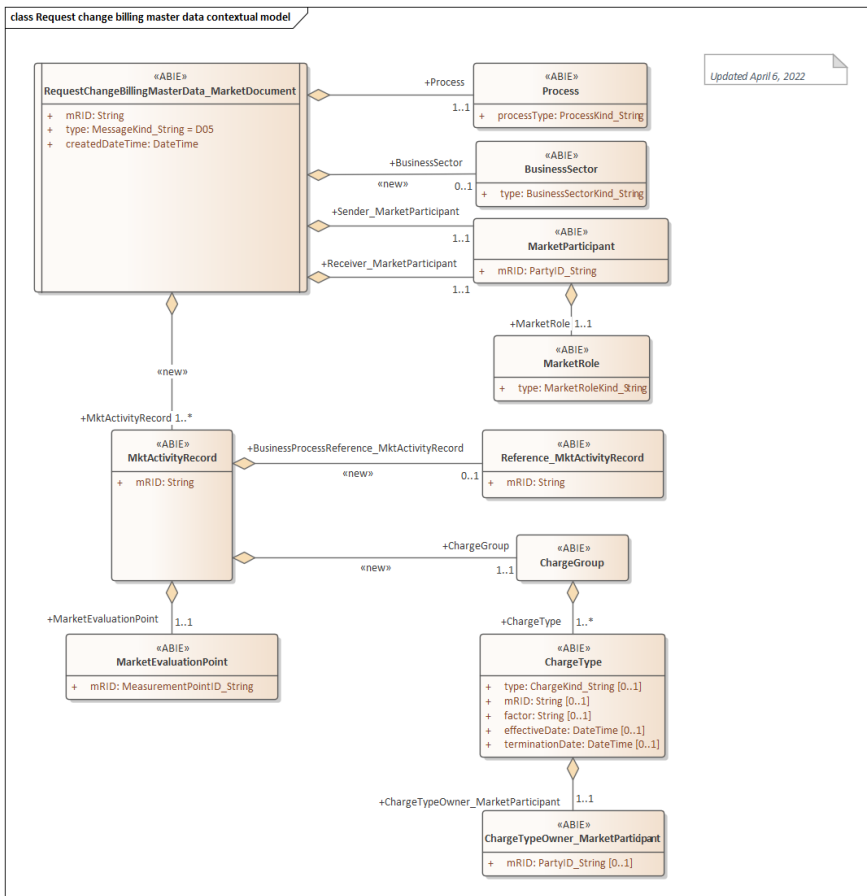 class Request change billing master data contextual model
Updated April 6, 2022
«ABIE»
RequestChangeBillingMasterData_MarketDocument
+ mRID: String
+ type: MessageKind_String = D05
+ createdDateTime: DateTime
+Process
1..1
«ABIE»
Process
+ processType: ProcessKind_String
+BusinessSector
«new»
0..1
«ABIE»
BusinessSector
+ type: BusinessSectorKind_String
+Sender_MarketParticipant
1..1
+Receiver_MarketParticipant
1..1
«ABIE»
MarketParticipant
+ mRID: PartyID_String
+MarketRole 1..1
«ABIE»
MarketRole
+ type: MarketRoleKind_String
«new»
+MktActivityRecord 1..*
«ABIE»
MktActivityRecord
+ mRID: String
+BusinessProcessReference_MktActivityRecord
«new»
0..1
«ABIE»
Reference_MktActivityRecord
+ mRID: String
+ChargeGroup
«new»
1..1
«ABIE»
ChargeGroup
+MarketEvaluationPoint
1..1
«ABIE»
MarketEvaluationPoint
+ mRID: MeasurementPointID_String
+ChargeType 1..*
«ABIE»
ChargeType
+ type: ChargeKind_String [0..1]
+ mRID: String [0..1]
+ factor: String [0..1]
+ effectiveDate: DateTime [0..1]
+ terminationDate: DateTime [0..1]
+ChargeTypeOwner_MarketParticipant 1..1
«ABIE»
ChargeTypeOwner_MarketParticipant
+ mRID: PartyID_String [0..1]